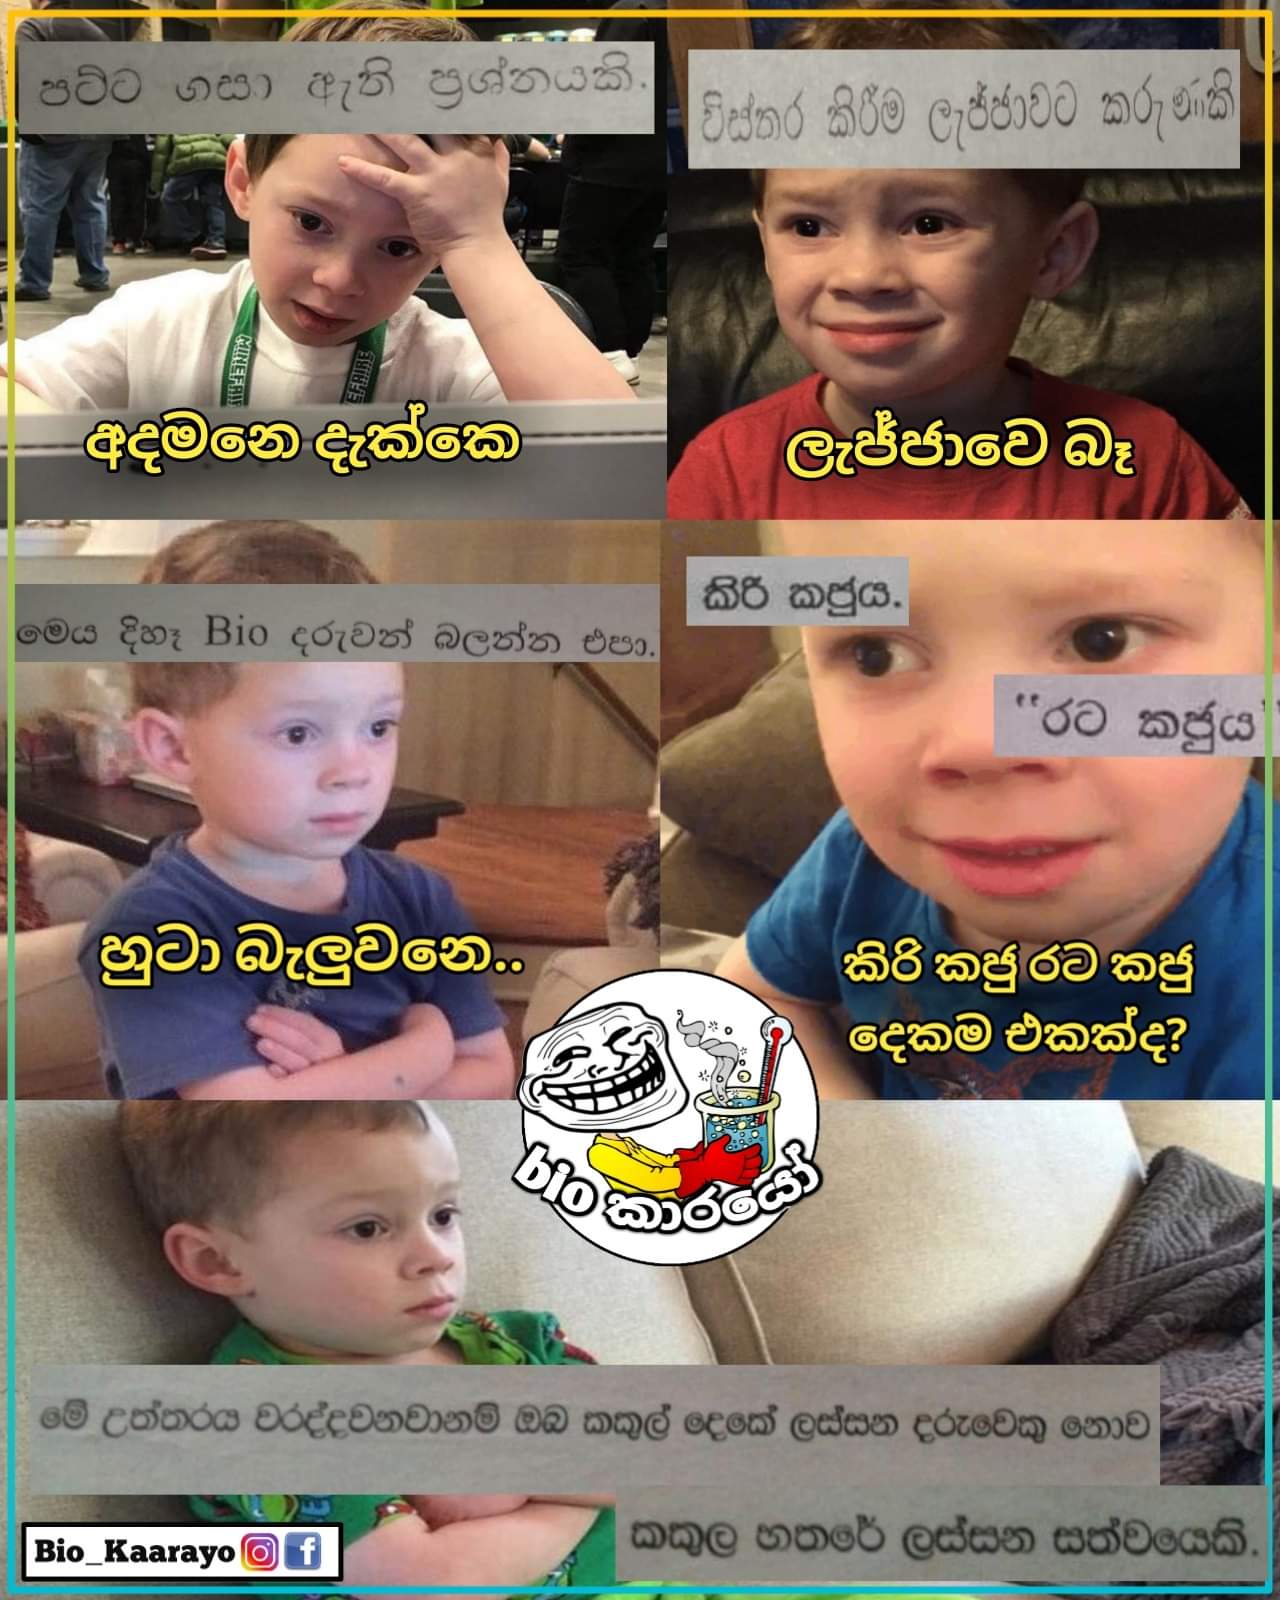 පට්ට ගසා ඇති ප්‍රශ්නයකි.
අදමනෙ දැක්කෙ
විස්තර කිරීම ලැජ්ජාවට කරුණකි
ලැජ්ජාවෙ බෑ
මෙය දිහෑ Bio දරුවන් බලන්න එපා.
හුටා බැලුවනෙ..
කිරි කජුය.
"රට කජුය"
කිරි කජු රට කජු
දෙකම එකක්ද?
bio කාරයෝ
මේ උත්තරය වරද්දවනවානම් ඔබ කකුල් දෙකේ ලස්සන දරුවෙකු නොව
කකුල හතරේ ලස්සන සත්වයෙකි.
Bio_Kaarayo
MINEFAIRE